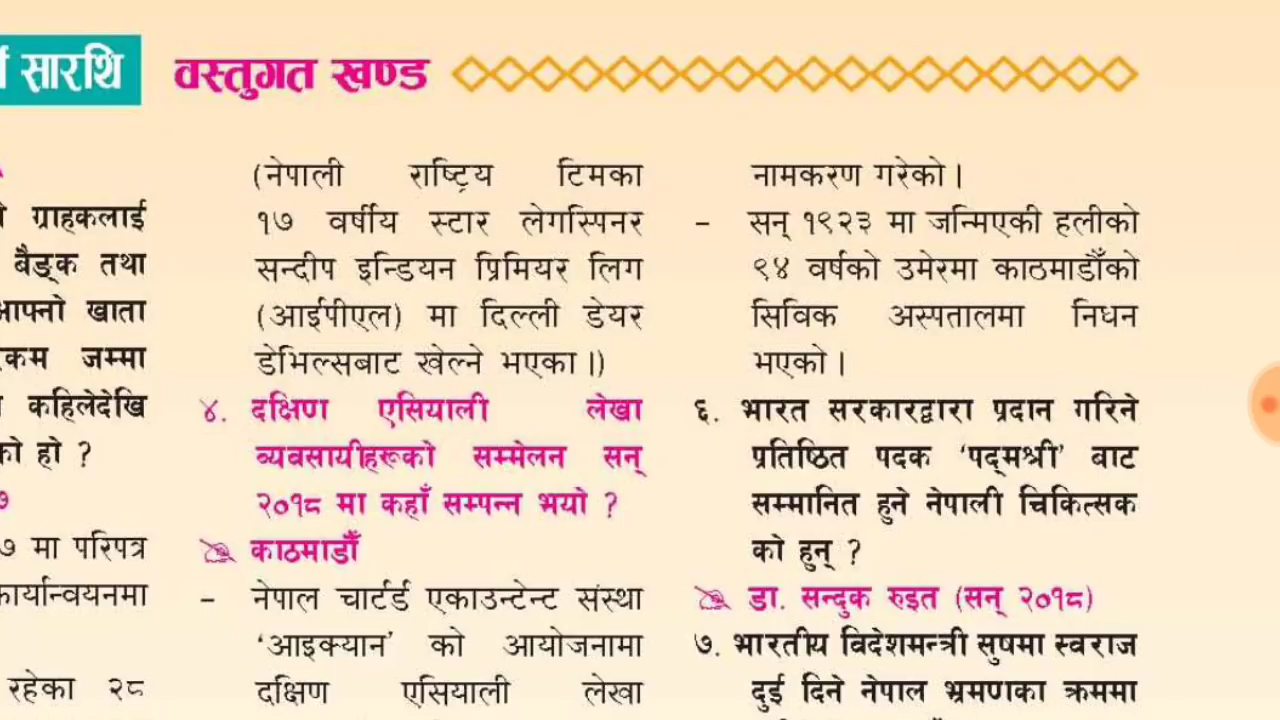 सारथि वस्तुगत खण्ड
ग्राहकलाई
बैङ्क तथा
आफ्नो खाता
रकम जम्मा
कहिलेदेखि
को हो ?
७
७ मा परिपत्र
कार्यान्वयनमा
रहेका २८
(नेपाली राष्ट्रिय टिमका
१७ वर्षीय स्टार लेगस्पिनर
सन्दीप इन्डियन प्रिमियर लिग
(आईपीएल) मा दिल्ली डेयर
डेभिल्सबाट खेल्ने भएका ।)
४. दक्षिण एसियाली लेखा
व्यवसायीहरूको सम्मेलन सन्
२०१८ मा कहाँ सम्पन्न भयो ?
काठमाडौँ
– नेपाल चार्टर्ड एकाउन्टेन्ट संस्था
‘आइक्यान’ को आयोजनामा
दक्षिण एसियाली लेखा
नामकरण गरेको ।
– सन् १९२३ मा जन्मिएकी हलीको
९४ वर्षको उमेरमा काठमाडौँको
सिविक अस्पतालमा निधन
भएको ।
६. भारत सरकारद्वारा प्रदान गरिने
प्रतिष्ठित पदक ‘पद्मश्री’ बाट
सम्मानित हुने नेपाली चिकित्सक
को हुन् ?
डा. सन्दुक रुइत (सन् २०१८)
७. भारतीय विदेशमन्त्री सुषमा स्वराज
दुई दिने नेपाल भ्रमणका क्रममा